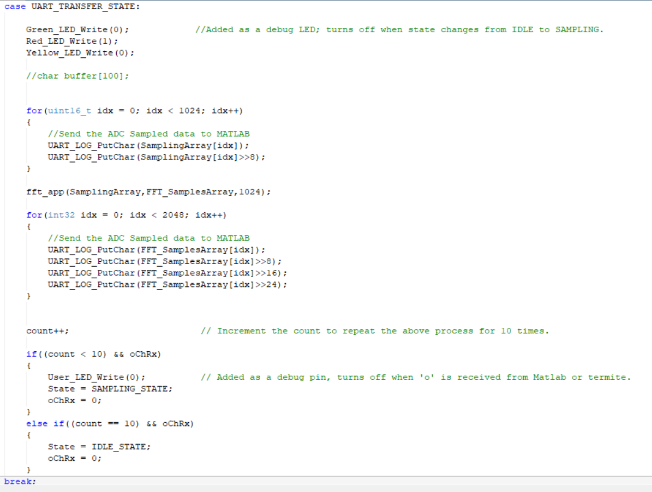 case UART_TRANSFER_STATE:
Green_LED_Write(0); //Added as a debug LED; turns off when state changes from IDLE to SAMPLING.
Red_LED_Write(1);
Yellow_LED_Write(0);
//char buffer[100];
for(uint16_t idx = 0; idx < 1024; idx++)
{
//Send the ADC Sampled data to MATLAB
UART_LOG_PutChar(SamplingArray[idx]);
UART_LOG_PutChar(SamplingArray[idx]>>8);
}
fft_app(SamplingArray,FFT_SamplesArray,1024);
for(int32 idx = 0; idx < 2048; idx++)
{
//Send the ADC Sampled data to MATLAB
UART_LOG_PutChar(FFT_SamplesArray[idx]);
UART_LOG_PutChar(FFT_SamplesArray[idx]>>8);
UART_LOG_PutChar(FFT_SamplesArray[idx]>>16);
UART_LOG_PutChar(FFT_SamplesArray[idx]>>24);
}
count++; // Increment the count to repeat the above process for 10 times.
if((count < 10) && oChRx)
{
User_LED_Write(0); // Added as a debug pin, turns off when 'o' is received from Matlab or termite.
State = SAMPLING_STATE;
oChRx = 0;
}
else if((count == 10) && oChRx)
{
State = IDLE_STATE;
oChRx = 0;
}
break;